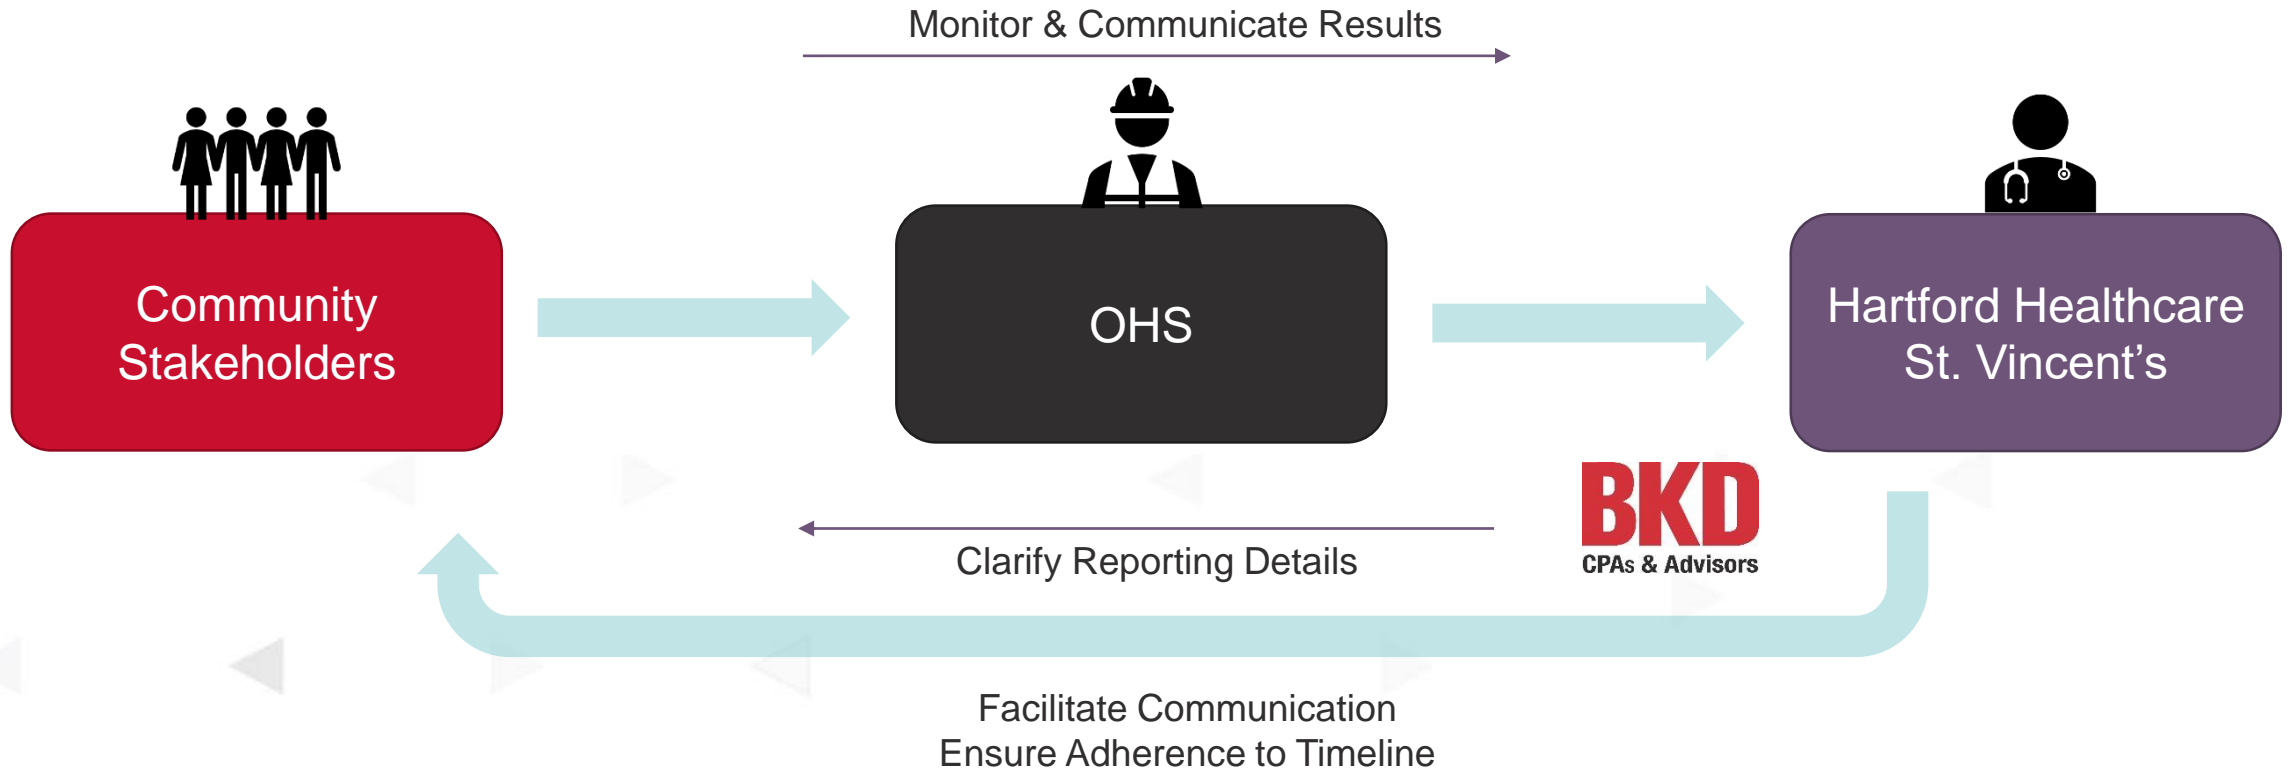 Monitor & Communicate Results
Community
Stakeholders
OHS
Hartford Healthcare
St. Vincent’s
BKD
CPAs & Advisors
Clarify Reporting Details
Facilitate Communication
Ensure Adherence to Timeline